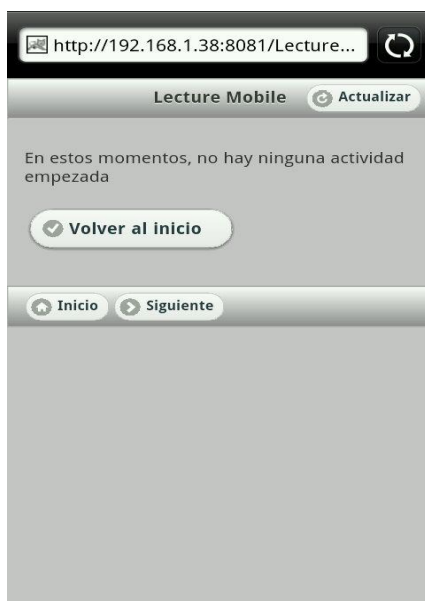 http://192.168.1.38:8081/Lecture...
Lecture Mobile Actualizar
En estos momentos, no hay ninguna actividad
empezada
Volver al inicio
Inicio Siguiente